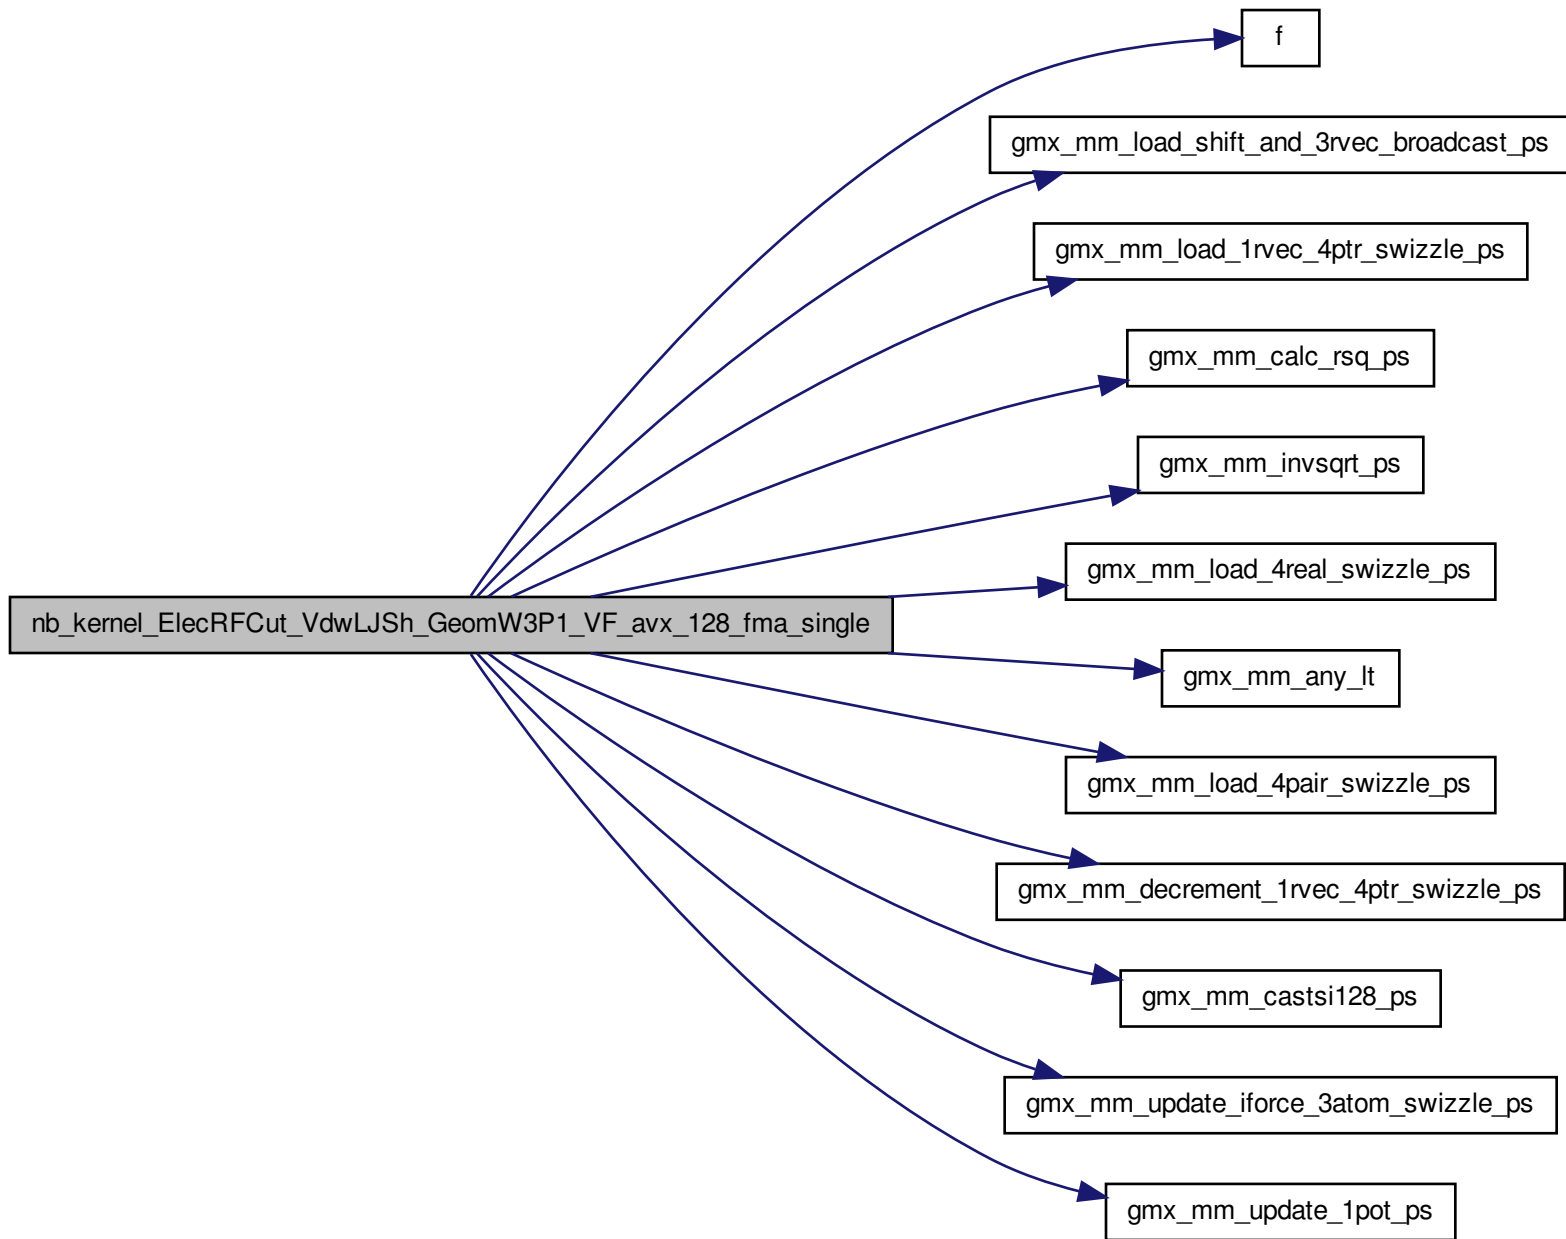 f
gmx_mm_load_shift_and_3rvec_broadcast_ps
gmx_mm_load_1rvec_4ptr_swizzle_ps
gmx_mm_calc_rsq_ps
gmx_mm_invsqrt_ps
gmx_mm_load_4real_swizzle_ps
nb_kernel_ElecRFCut_VdwLJSh_GeomW3P1_VF_avx_128_fma_single
gmx_mm_any_lt
gmx_mm_load_4pair_swizzle_ps
gmx_mm_decrement_1rvec_4ptr_swizzle_ps
gmx_mm_castsi128_ps
gmx_mm_update_iforce_3atom_swizzle_ps
gmx_mm_update_1pot_ps